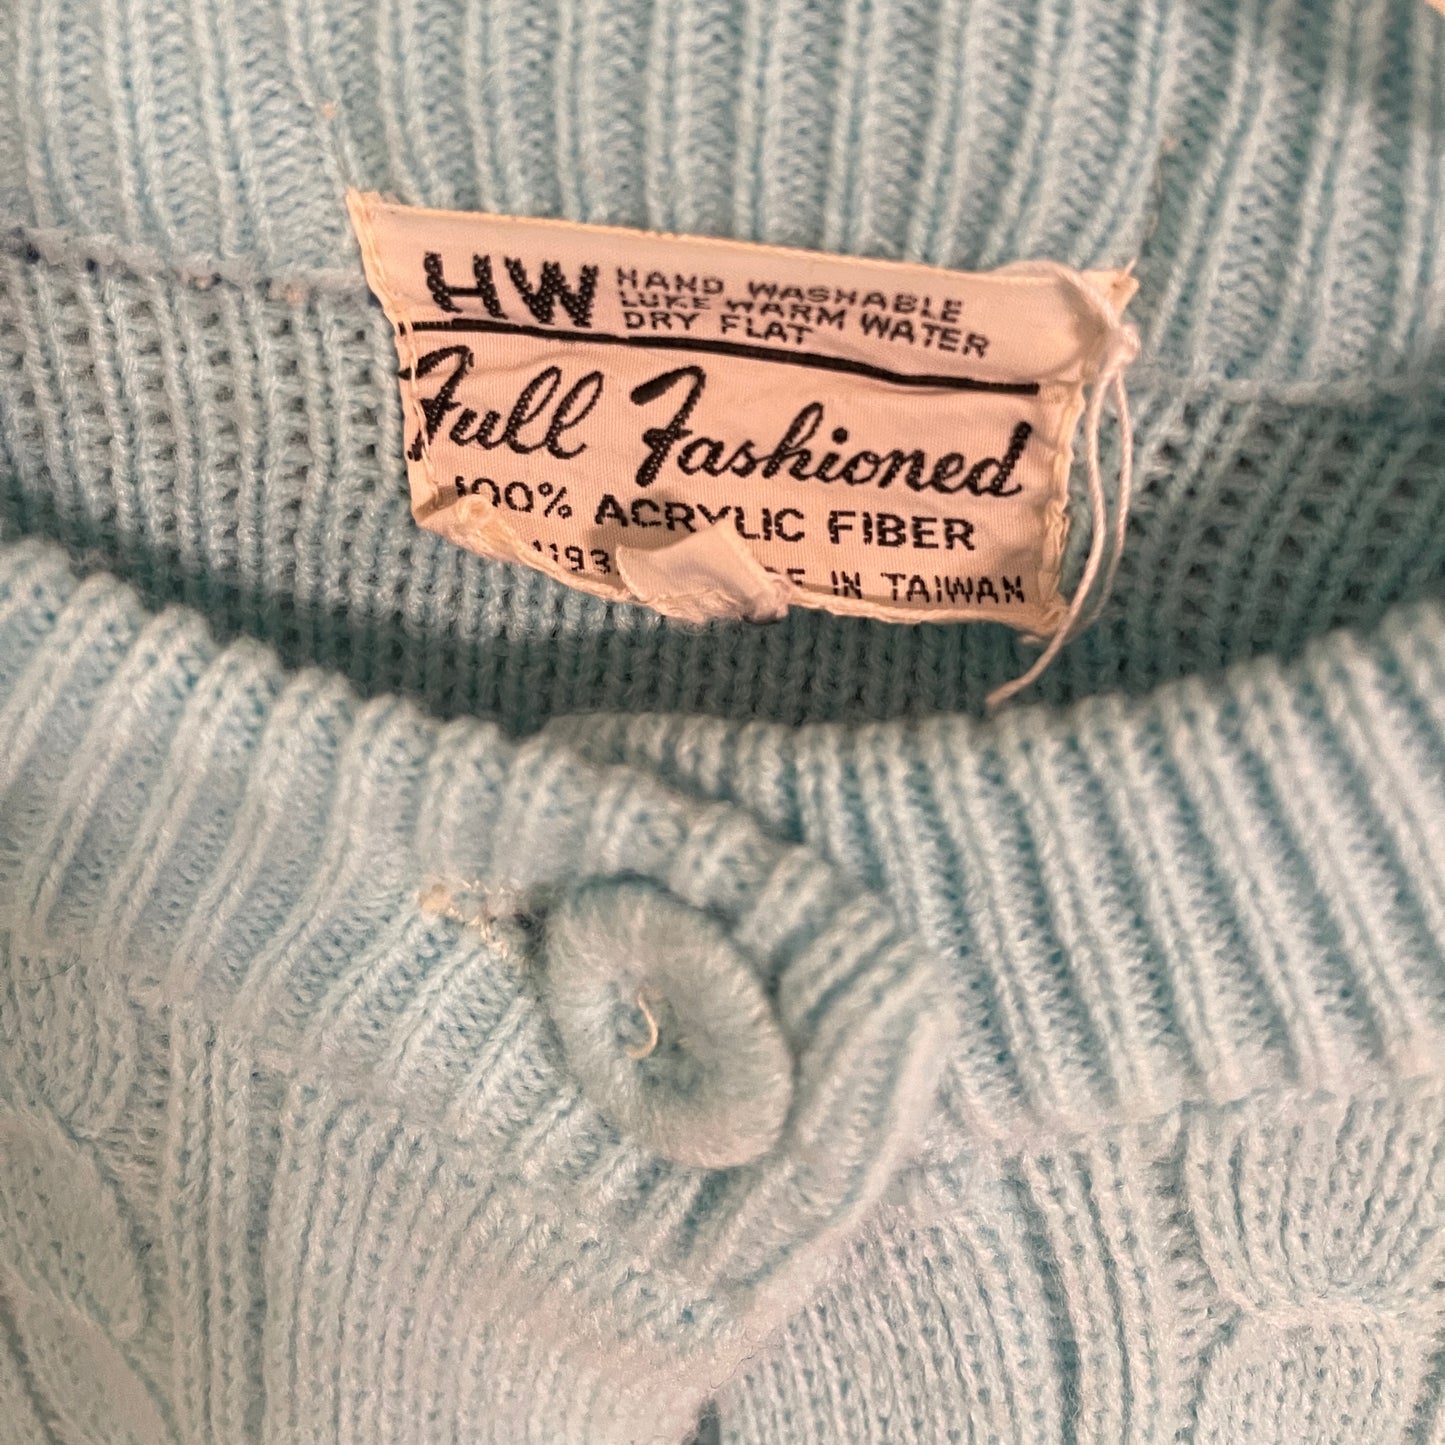 HW HAND WASHABLE
LUKE WARM WATER
DRY FLAT
Full Fashioned
100% ACRYLIC FIBER
IN TAIWAN